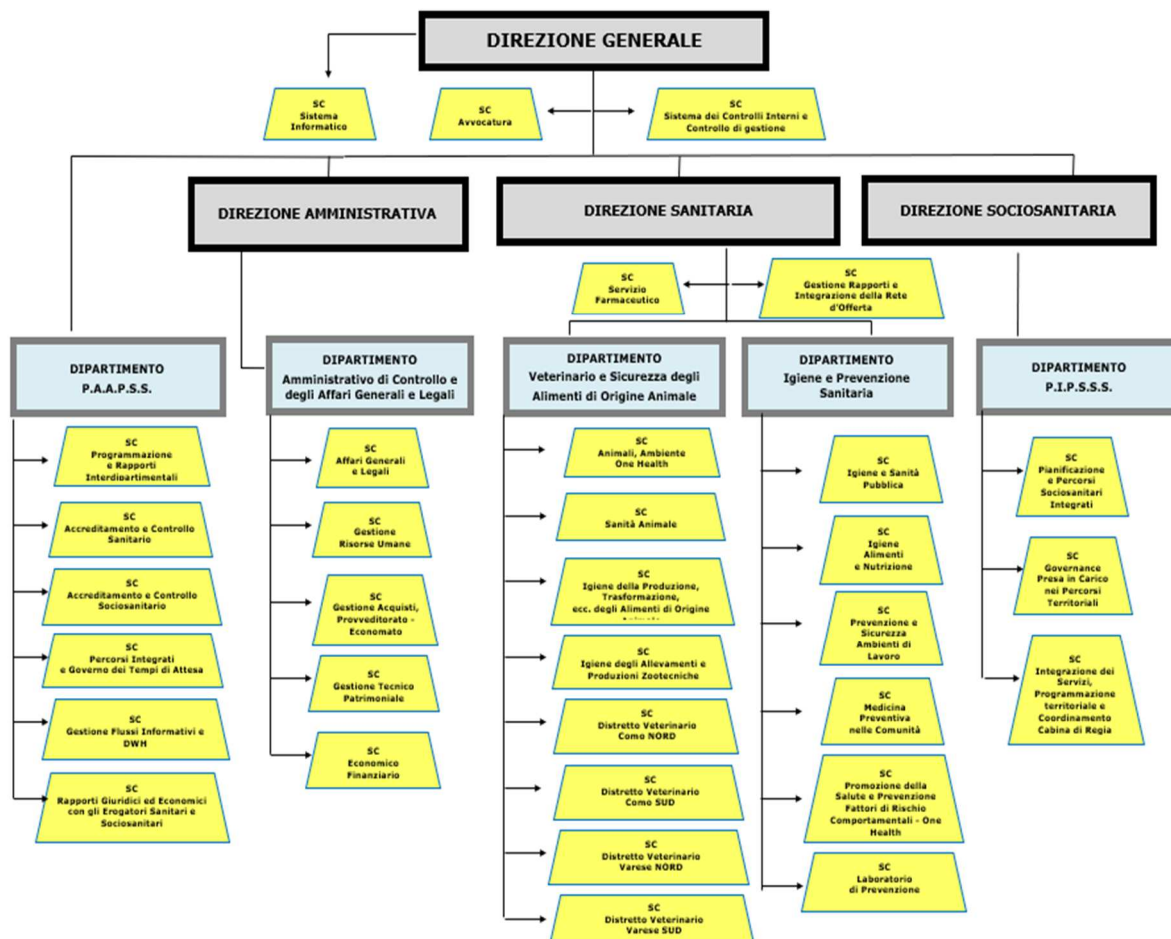 DIREZIONE GENERALE
SC
Sistema
Informatico
SC
Avvocatura
SC
Sistema dei Controlli Interni e
Controllo di gestione
DIREZIONE AMMINISTRATIVA
DIREZIONE SANITARIA
DIREZIONE SOCIOSANITARIA
SC
Servizio
Farmaceutico
SC
Gestione Rapporti e
Integrazione della Rete
d'Offerta
DIPARTIMENTO
P.A.A.P.S.S.
DIPARTIMENTO
Amministrativo di Controllo e
degli Affari Generali e Legali
DIPARTIMENTO
Veterinario e Sicurezza degli
Alimenti di Origine Animale
DIPARTIMENTO
Igiene e Prevenzione
Sanitaria
DIPARTIMENTO
P.I.P.S.S.S.
SC
Programmazione
e Rapporti
Interdipartimentali
SC
Accreditamento e Controllo
Sanitario
SC
Accreditamento e Controllo
Sociosanitario
SC
Percorsi Integrati
e Governo dei Tempi di Attesa
SC
Gestione Flussi Informativi e
DWH
SC
Rapporti Giuridici ed Economici
con gli Erogatori Sanitari e
Sociosanitari
SC
Affari Generali
e Legali
SC
Gestione
Risorse Umane
SC
Gestione Acquisti,
Provveditorato -
Economato
SC
Gestione Tecnico
Patrimoniale
SC
Economico
Finanziario
SC
Animali, Ambiente
One Health
SC
Sanità Animale
SC
Igiene della Produzione,
Trasformazione,
ecc. degli Alimenti di Origine
Animale
SC
Igiene degli Allevamenti e
Produzioni Zootecniche
SC
Distretto Veterinario
Como NORD
SC
Distretto Veterinario
Como SUD
SC
Distretto Veterinario
Varese NORD
SC
Distretto Veterinario
Varese SUD
SC
Igiene e Sanità
Pubblica
SC
Igiene
Alimenti
e Nutrizione
SC
Prevenzione e
Sicurezza
Ambienti di
Lavoro
SC
Medicina
Preventiva
nelle Comunità
SC
Promozione della
Salute e Prevenzione
Fattori di Rischio
Comportamentali - One
Health
SC
Laboratorio
di Prevenzione
SC
Pianificazione
e Percorsi
Sociosanitari
Integrati
SC
Governance
Presa in Carico
nei Percorsi
Territoriali
SC
Integrazione dei
Servizi,
Programmazione
territoriale e
Coordinamento
Cabina di Regia